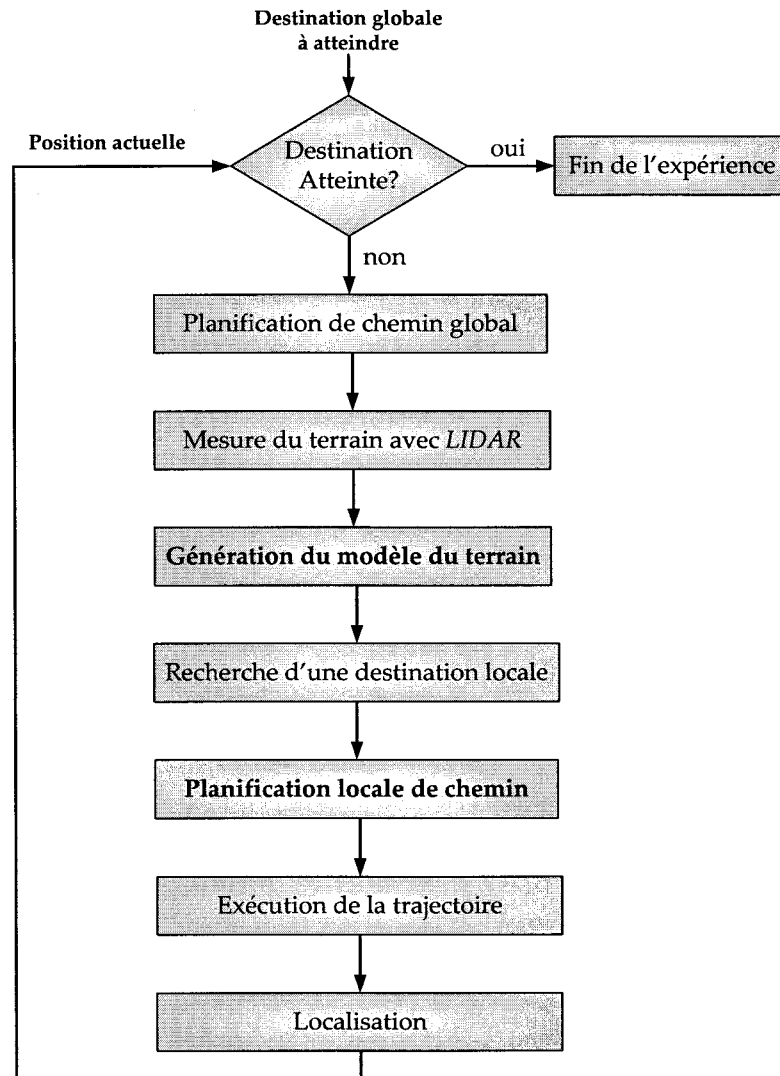 Destination globale
à atteindre
Position actuelle
Destination
Atteinte?
oui
Fin de l'expérience
non
Planification de chemin global
Mesure du terrain avec LIDAR
Génération du modèle du terrain
Recherche d'une destination locale
Planification locale de chemin
Exécution de la trajectoire
Localisation